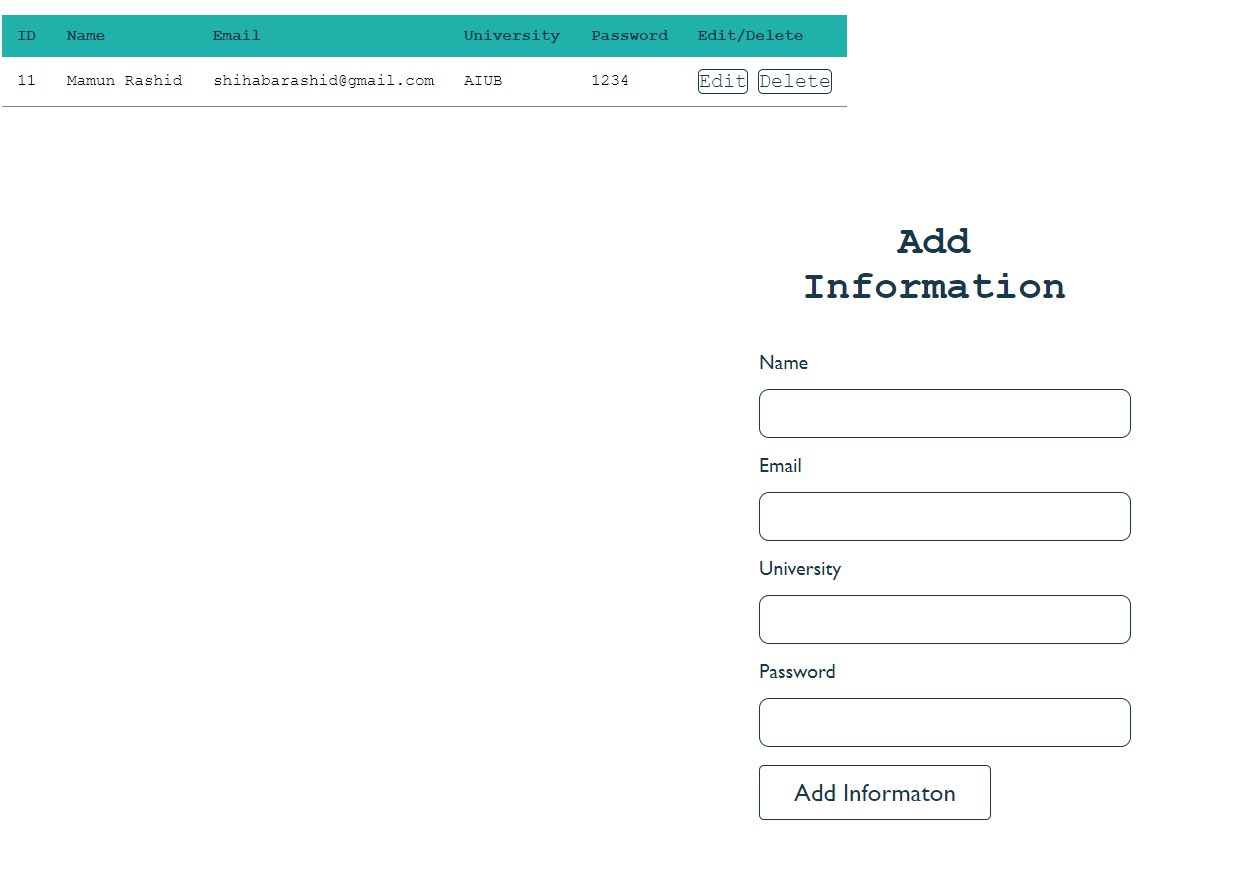 ID Name Email University Password Edit/Delete
11 Mamun Rashid shihabarashid@gmail.com AIUB 1234 Edit Delete
Add
Information
Name
Email
University
Password
Add Informaton